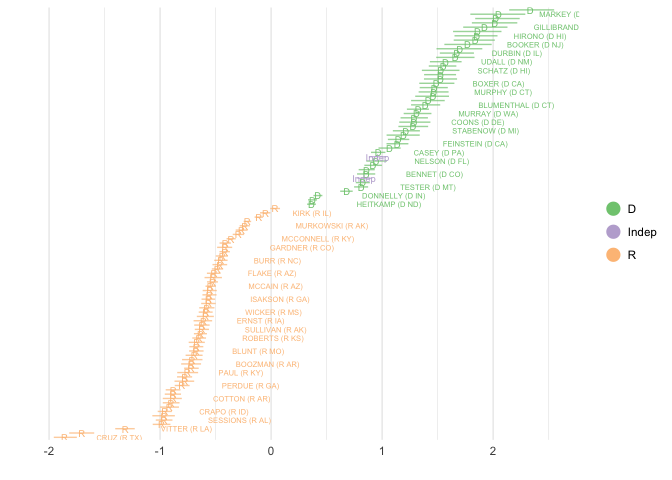 D
MARKEY (D
D
D
GILLIBRAND
D
D
HIRONO (D HI)
D
BOOKER (D NJ)
D
DURBIN (D IL)
D
UDALL (D NM)
D
SCHATZ (D HI)
D
D
BOXER (D CA)
D
MURPHY (D CT)
D
BLUMENTHAL (D CT)
D
MURRAY (D WA)
D
COONS (D DE)
D
STABENOW (D MI)
D
FEINSTEIN (D CA)
D
CASEY (D PA)
Indep
NELSON (D FL)
D
BENNET (D CO)
Indep
TESTER (D MT)
D
DONNELLY (D IN)
D
HEITKAMP (D ND)
R
KIRK (R IL)
R
MURKOWSKI (R AK)
R
MCCONNELL (R KY)
GARDNER (R CO)
BURR (R NC)
FLAKE (R AZ)
MCCAIN (R AZ)
ISAKSON (R GA)
WICKER (R MS)
ERNST (R IA)
SULLIVAN (R AK)
ROBERTS (R KS)
BLUNT (R MO)
BOOZMAN (R AR)
PAUL (R KY)
PERDUE (R GA)
COTTON (R AR)
CRAPO (R ID)
SESSIONS (R AL)
R
VITTER (R LA)
R
R
CRUZ (R TX)
-2
-1
0
1
2
D
Indep
R